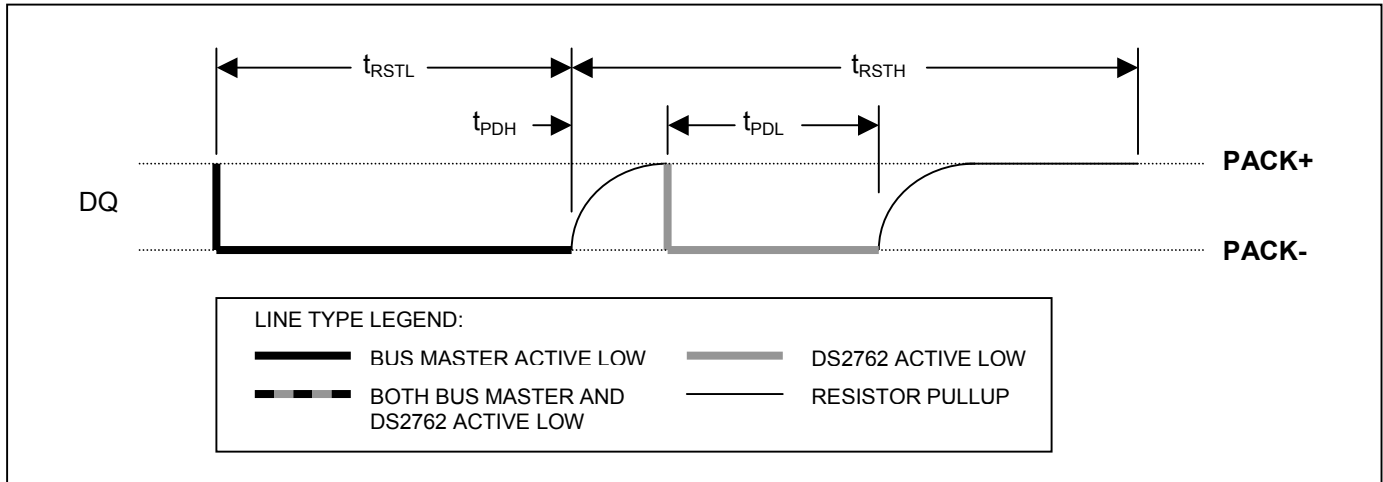 tRSTL
tRSTH
tPDH
tPDL
PACK+
DQ
PACK-
LINE TYPE LEGEND:
BUS MASTER ACTIVE LOW
DS2762 ACTIVE LOW
BOTH BUS MASTER AND
DS2762 ACTIVE LOW
RESISTOR PULLUP